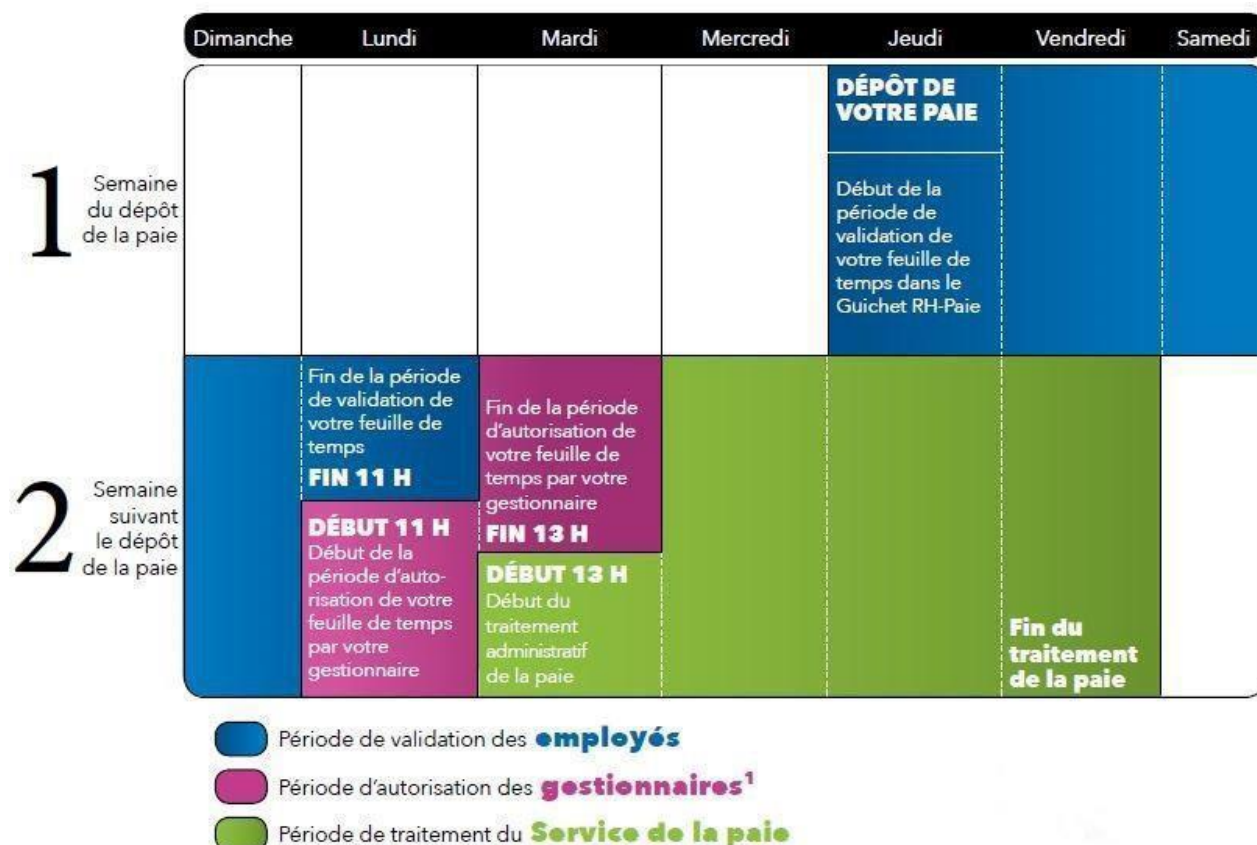 Dimanche Lundi Mardi Mercredi Jeudi Vendredi Samedi
1
Semaine
du dépôt
de la paie
DÉPÔT DE
VOTRE PAIE
Début de la
période de
validation de
votre feuille de
temps dans le
Guichet RH-Paie
2
Semaine
suivant
le dépôt
de la paie
Fin de la période
de validation de
votre feuille de
temps
FIN 11 H
DÉBUT 11 H
Début de la
période d'auto-
risation de votre
feuille de temps
par votre
gestionnaire
Fin de la période
d'autorisation de
votre feuille de
temps par votre
gestionnaire
FIN 13 H
DÉBUT 13 H
Début du
traitement
administratif
de la paie
Fin du
traitement
de la paie
Période de validation des employés
Période d'autorisation des gestionnaires¹
Période de traitement du Service de la paie